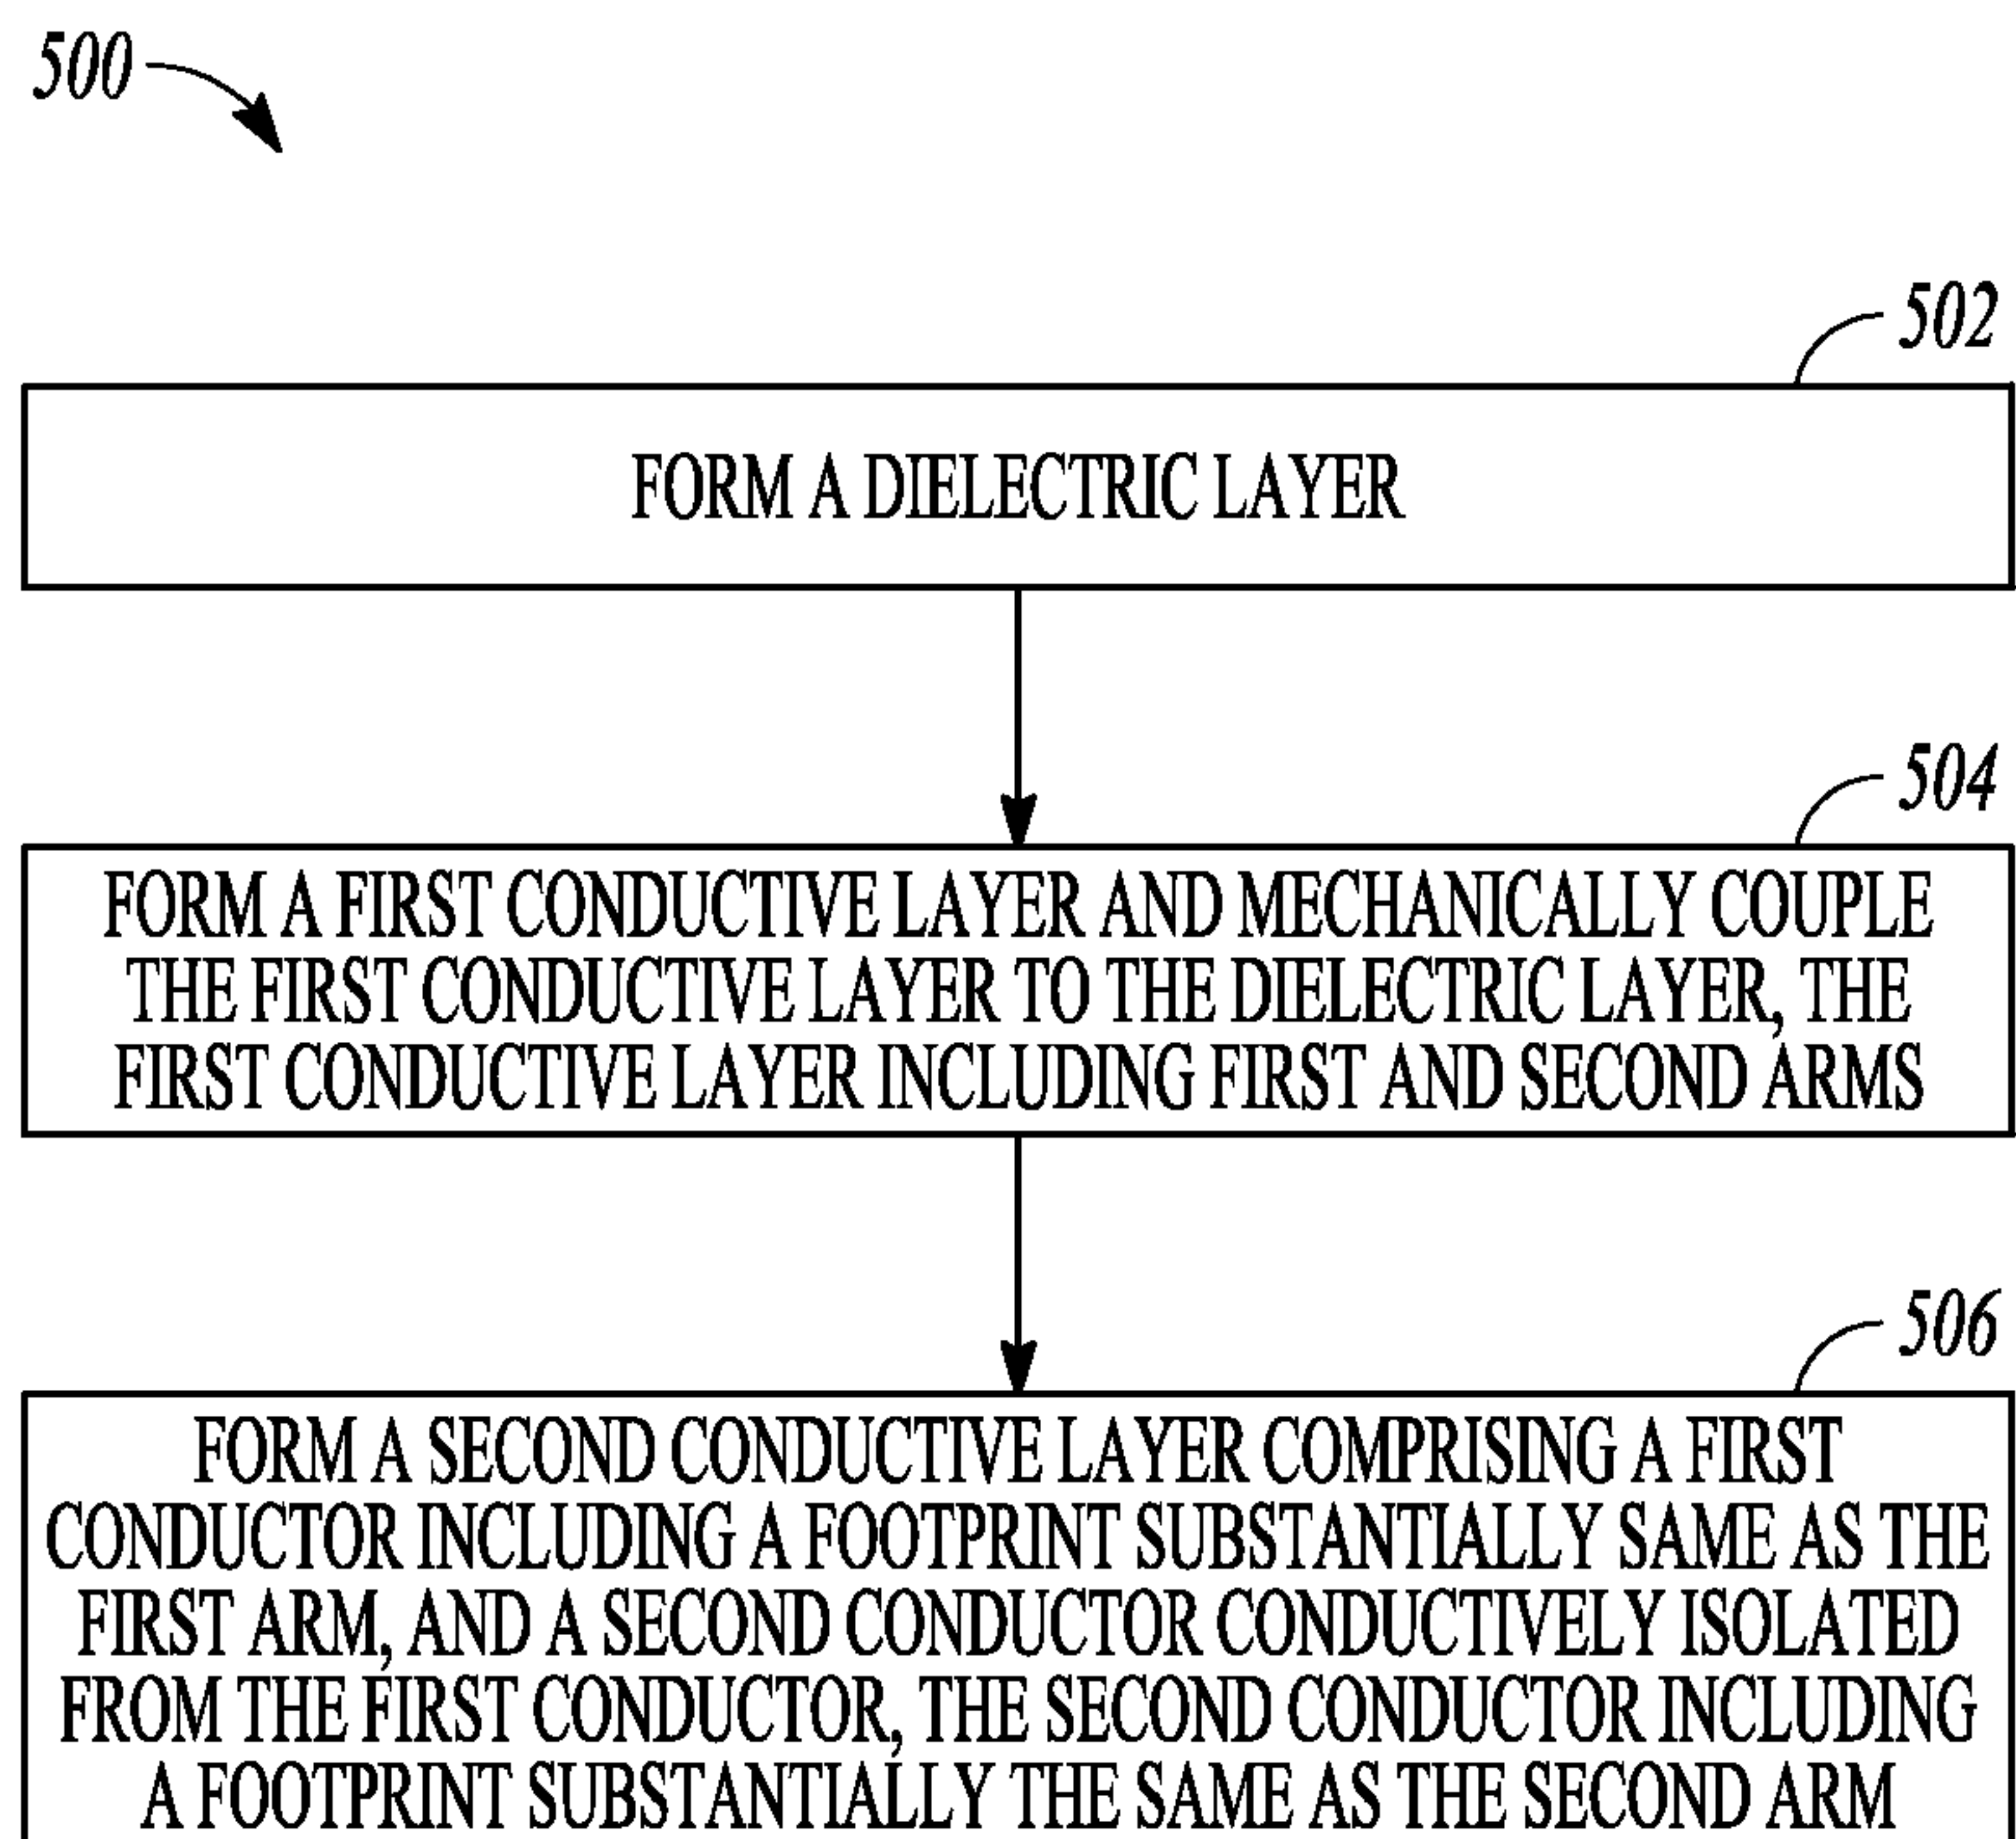 500
502
FORM A DIELECTRIC LAYER
504
FORM A FIRST CONDUCTIVE LAYER AND MECHANICALLY COUPLE
THE FIRST CONDUCTIVE LAYER TO THE DIELECTRIC LAYER, THE
FIRST CONDUCTIVE LAYER INCLUDING FIRST AND SECOND ARMS
506
FORM A SECOND CONDUCTIVE LAYER COMPRISING A FIRST
CONDUCTOR INCLUDING A FOOTPRINT SUBSTANTIALLY SAME AS THE
FIRST ARM, AND A SECOND CONDUCTOR CONDUCTIVELY ISOLATED
FROM THE FIRST CONDUCTOR, THE SECOND CONDUCTOR INCLUDING
A FOOTPRINT SUBSTANTIALLY THE SAME AS THE SECOND ARM